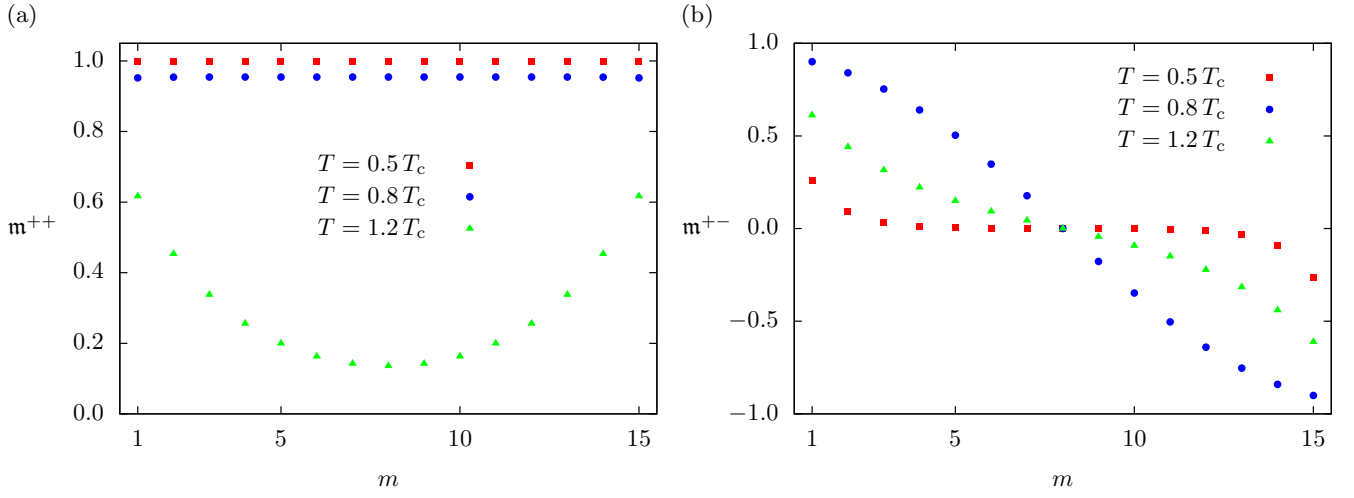 (a)
1.0
0.8
0.6
0.4
0.2
0.0
𝔪⁺⁺
T = 0.5 T_c
T = 0.8 T_c
T = 1.2 T_c
1 5 10 15
m
(b)
1.0
0.5
0.0
−0.5
−1.0
𝔪⁺⁻
T = 0.5 T_c
T = 0.8 T_c
T = 1.2 T_c
1 5 10 15
m